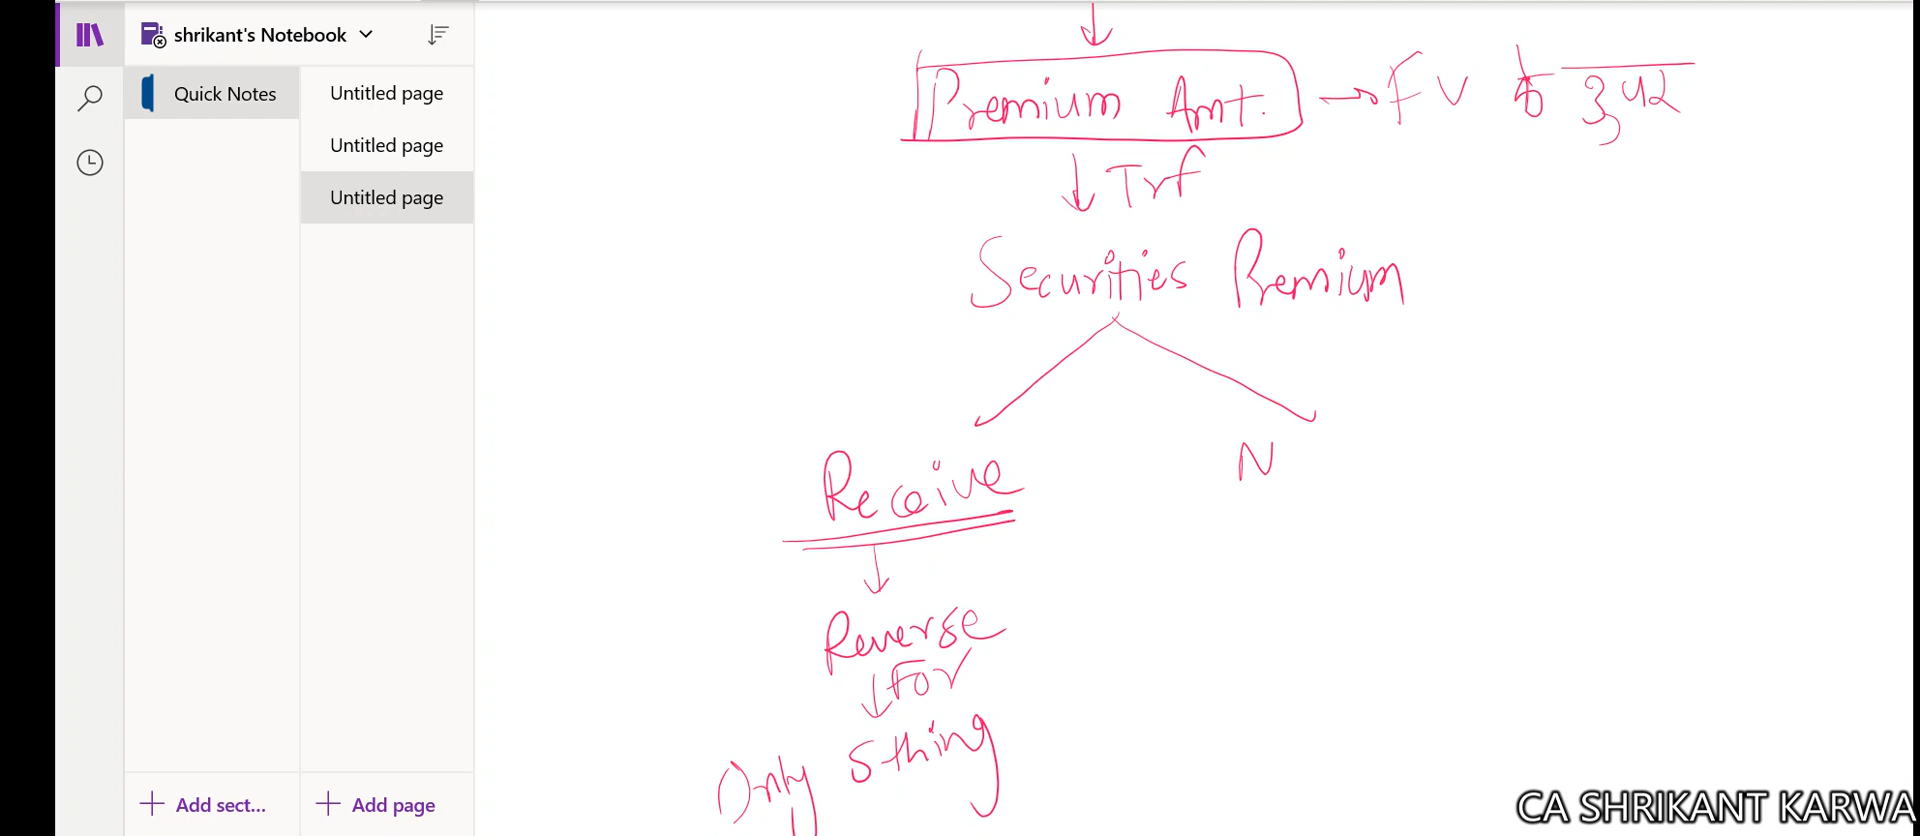 shrikant's Notebook
Quick Notes
Untitled page
Untitled page
Untitled page
Add sect...
Add page
Premium Amt. → FV
Trf
Securities Premium
Receive
N
Reverse
For
Only 5 thing
CA SHRIKANT KARWA